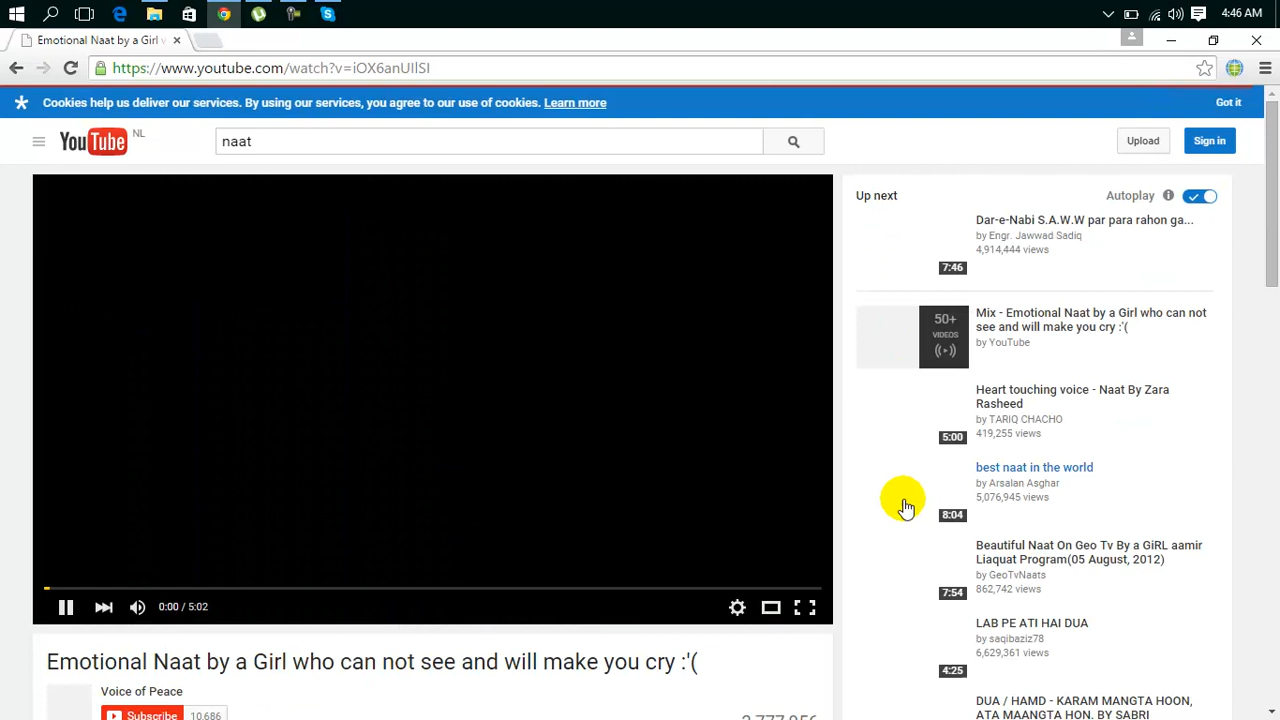 4:46 AM
Emotional Naat by a Girl v
https://www.youtube.com/watch?v=iOX6anUIlSI
Cookies help us deliver our services. By using our services, you agree to our use of cookies. Learn more
Got it
YouTube NL
naat
Upload
Sign in
Up next
Autoplay
Dar-e-Nabi S.A.W.W par para rahon ga...
by Engr. Jawwad Sadiq
4,914,444 views
7:46
50+
VIDEOS
Mix - Emotional Naat by a Girl who can not
see and will make you cry :'(
by YouTube
Heart touching voice - Naat By Zara
Rasheed
by TARIQ CHACHO
419,255 views
5:00
best naat in the world
by Arsalan Asghar
5,076,945 views
8:04
Beautiful Naat On Geo Tv By a GiRL aamir
Liaquat Program(05 August, 2012)
by GeoTvNaats
862,742 views
7:54
LAB PE ATI HAI DUA
by saqibaziz78
6,629,361 views
4:25
DUA / HAMD - KARAM MANGTA HOON,
ATA MAANGTA HON. BY SABRI
0:00 / 5:02
Emotional Naat by a Girl who can not see and will make you cry :'(
Voice of Peace
Subscribe 10,686